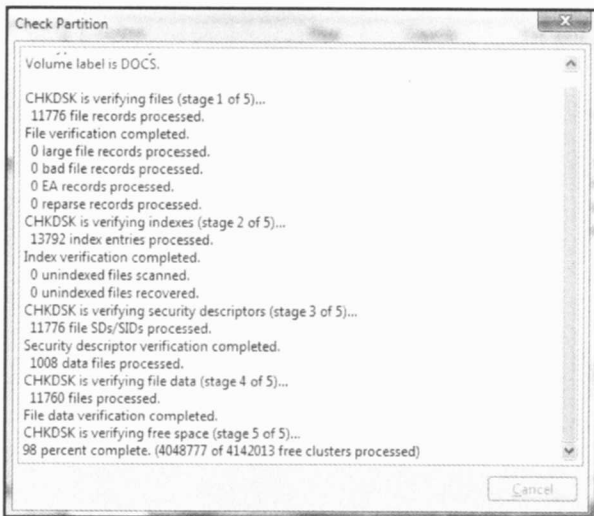 Check Partition
Volume label is DOCS.
CHKDSK is verifying files (stage 1 of 5)...
11776 file records processed.
File verification completed.
0 large file records processed.
0 bad file records processed.
0 EA records processed.
0 reparse records processed.
CHKDSK is verifying indexes (stage 2 of 5)...
13792 index entries processed.
Index verification completed.
0 unindexed files scanned.
0 unindexed files recovered.
CHKDSK is verifying security descriptors (stage 3 of 5)...
11776 file SDs/SIDs processed.
Security descriptor verification completed.
1008 data files processed.
CHKDSK is verifying file data (stage 4 of 5)...
11760 files processed.
File data verification completed.
CHKDSK is verifying free space (stage 5 of 5)...
98 percent complete. (4048777 of 4142013 free clusters processed)
Cancel